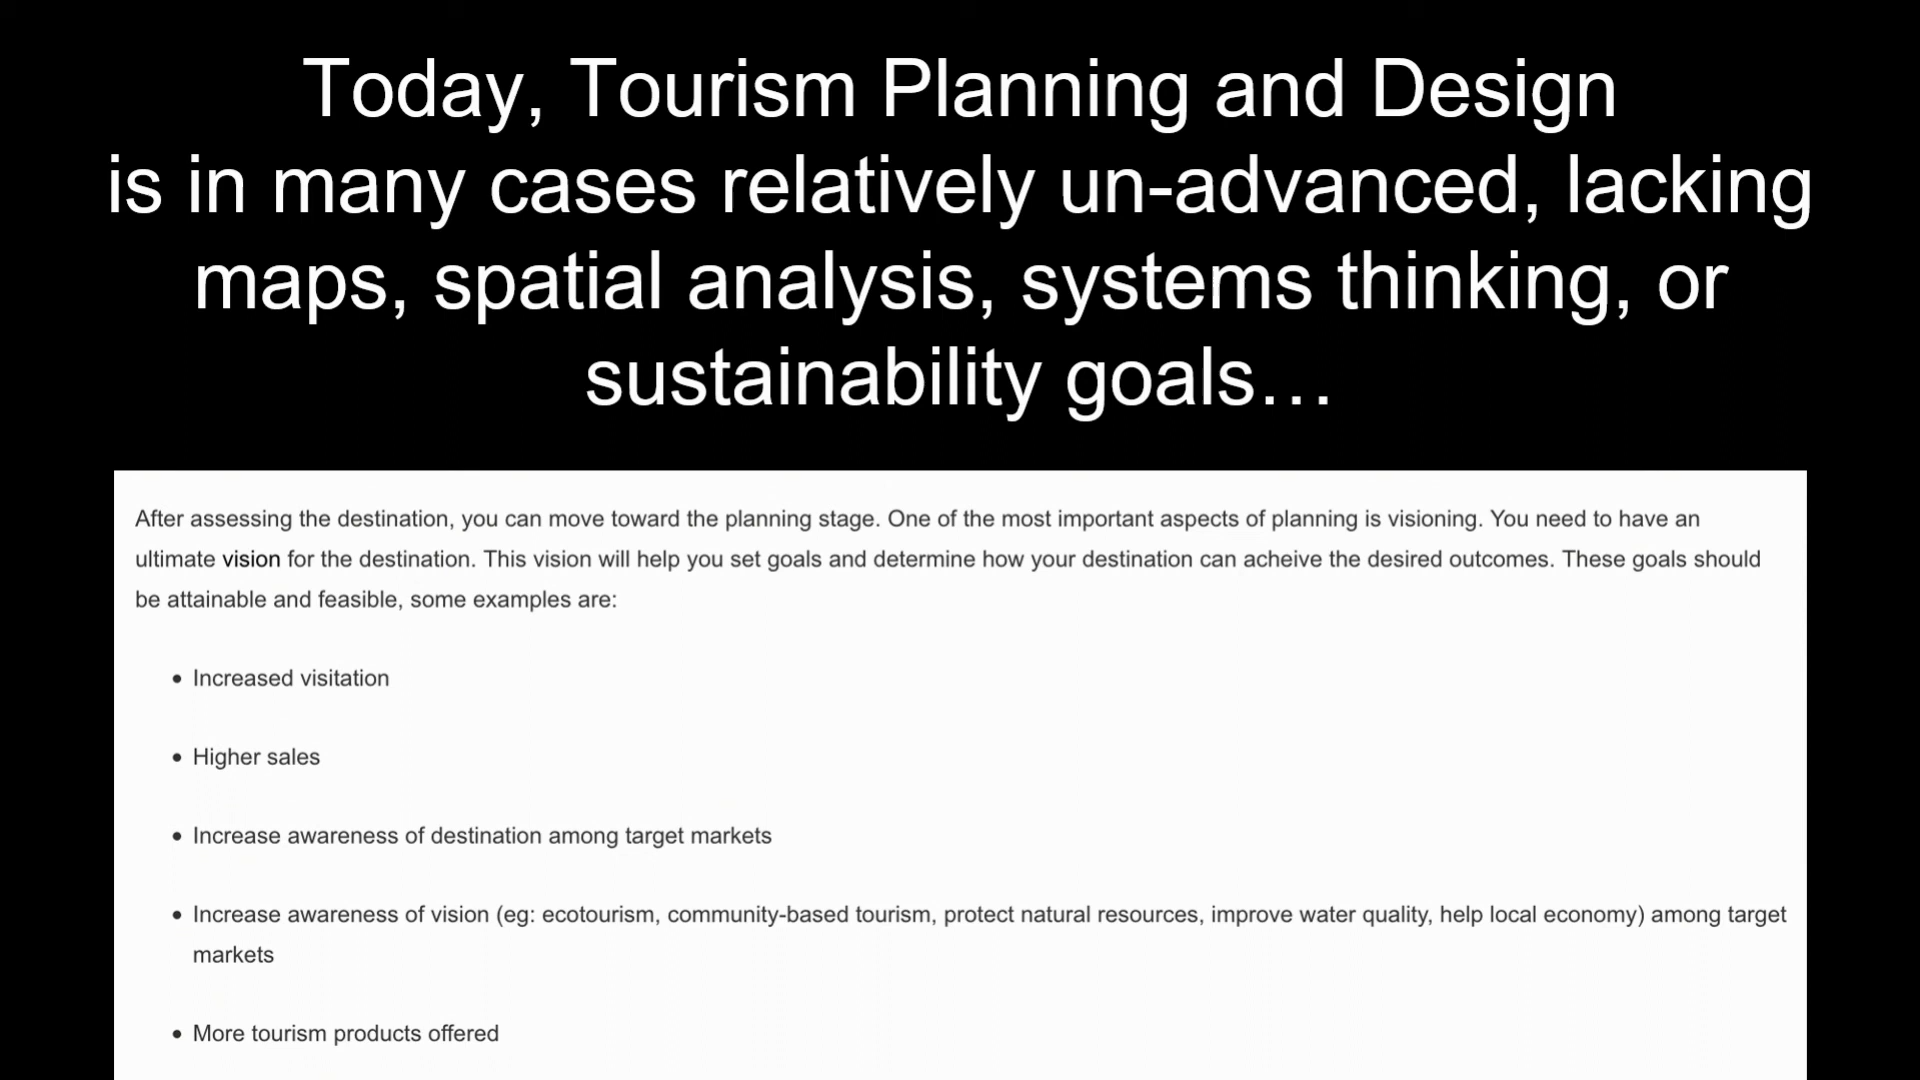 Today, Tourism Planning and Design
is in many cases relatively un-advanced, lacking
maps, spatial analysis, systems thinking, or
sustainability goals…
After assessing the destination, you can move toward the planning stage. One of the most important aspects of planning is visioning. You need to have an
ultimate vision for the destination. This vision will help you set goals and determine how your destination can acheive the desired outcomes. These goals should
be attainable and feasible, some examples are:
• Increased visitation
• Higher sales
• Increase awareness of destination among target markets
• Increase awareness of vision (eg: ecotourism, community-based tourism, protect natural resources, improve water quality, help local economy) among target
markets
• More tourism products offered